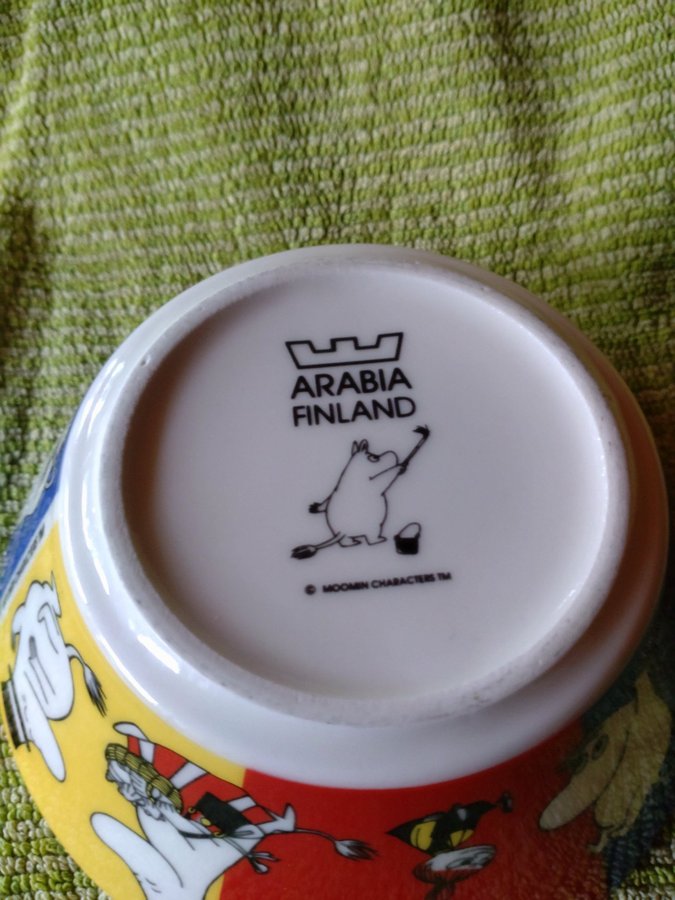 ARABIA
FINLAND
© MOOMIN CHARACTERS ™